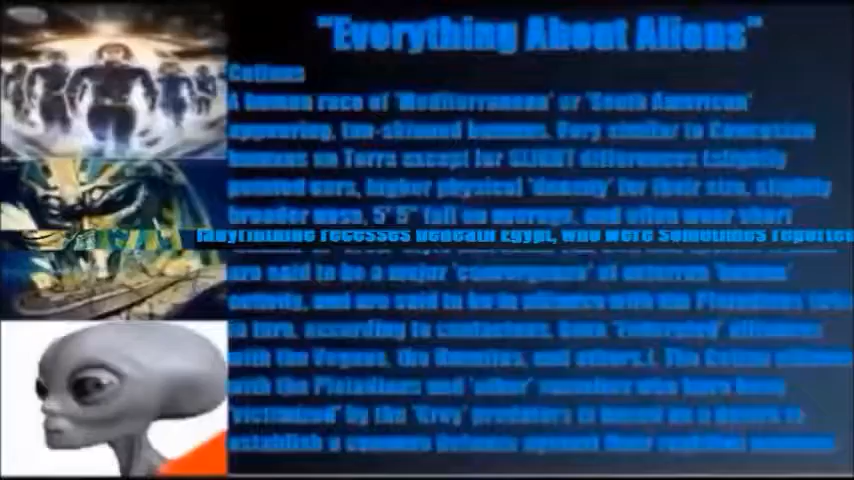 "Everything About Aliens"
Cetians
A human race of 'Mediterranean' or 'South American'
appearing, tan-skinned humans. Very similar to Caucasian
humans on Terra except for SLIGHT differences (slightly
pointed ears, higher physical 'density' for their size, slightly
broader nose, 5' 5" tall on average, and often wear short
labyrinthine recesses beneath Egypt, who were sometimes reported
are said to be a major of 'human'
activity, and are said to be in alliance with the Pleiadians who
in turn, according to contactees, have alliances
with the Vegans, the Ummites, and others.). The Cetian alliance
with the Pleiadians and 'other' societies who have been
'victimized' by the 'Grey' predators is based on a desire to
establish a common defense against their reptilian nemesis.